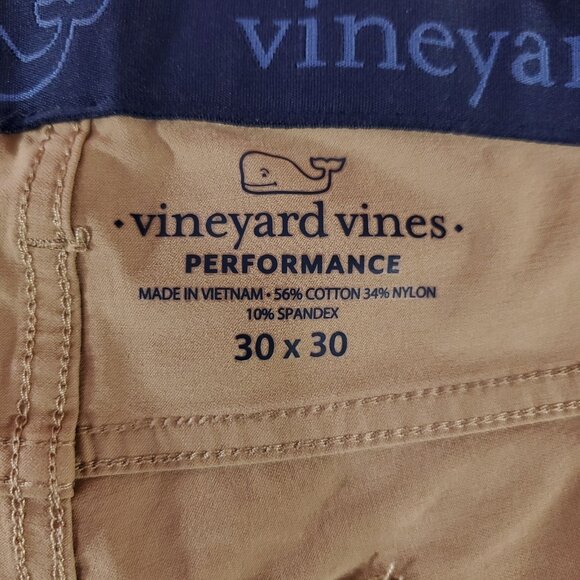 vineyar
· vineyard vines ·
PERFORMANCE
MADE IN VIETNAM • 56% COTTON 34% NYLON
10% SPANDEX
30 x 30